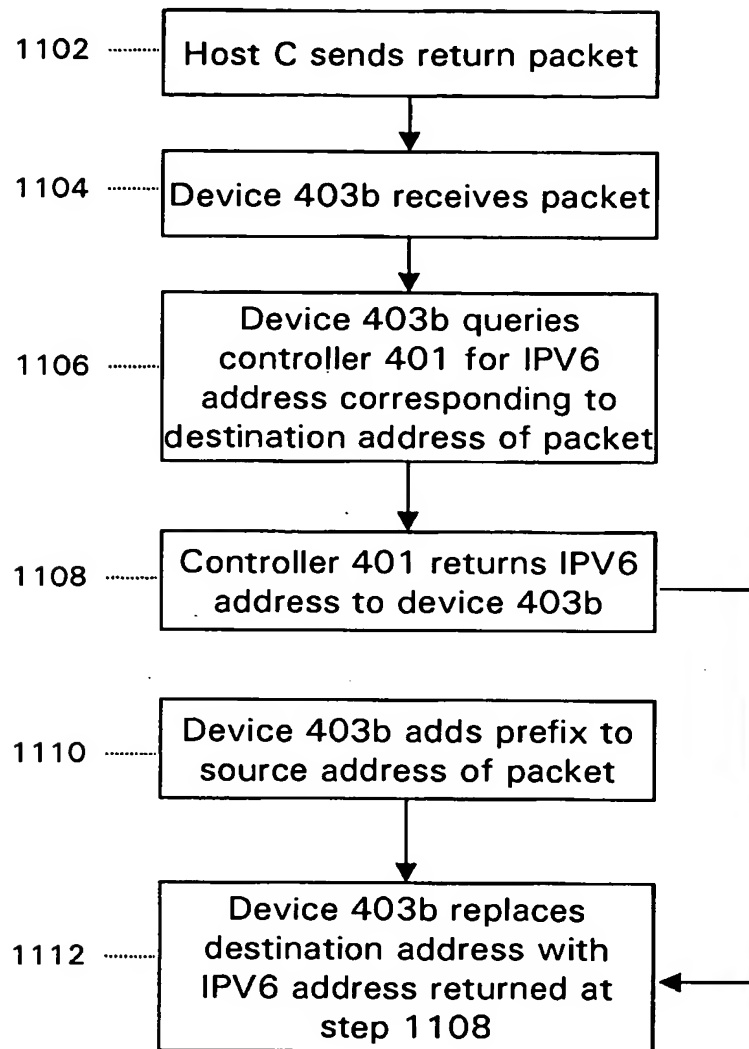 1102
Host C sends return packet
1104
Device 403b receives packet
1106
Device 403b queries
controller 401 for IPV6
address corresponding to
destination address of packet
1108
Controller 401 returns IPV6
address to device 403b
1110
Device 403b adds prefix to
source address of packet
1112
Device 403b replaces
destination address with
IPV6 address returned at
step 1108